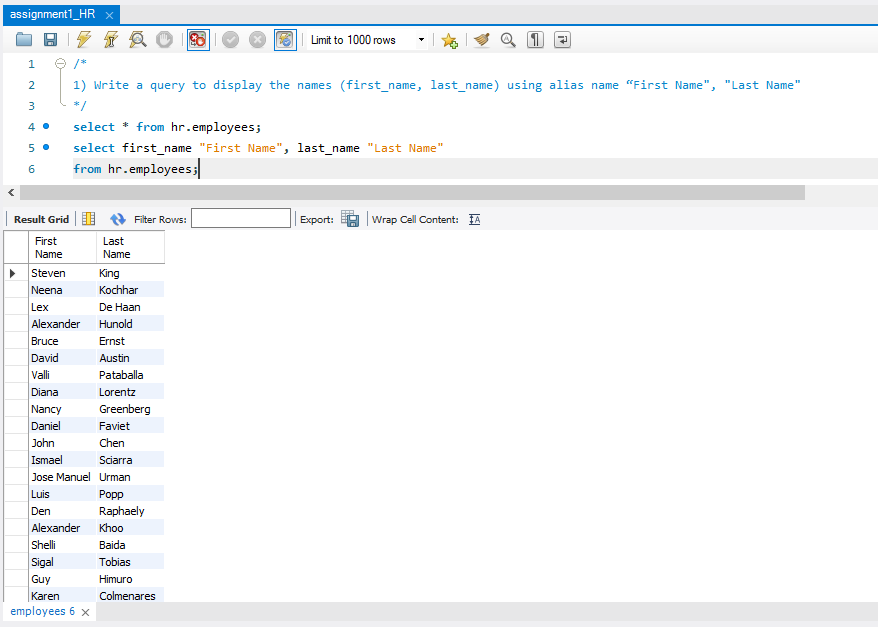 assignment1_HR
Limit to 1000 rows
1 /*
2 1) Write a query to display the names (first_name, last_name) using alias name “First Name", "Last Name"
3 */
4 select * from hr.employees;
5 select first_name "First Name", last_name "Last Name"
6 from hr.employees;
Result Grid Filter Rows: Export: Wrap Cell Content: IA
First Name Last Name
Steven King
Neena Kochhar
Lex De Haan
Alexander Hunold
Bruce Ernst
David Austin
Valli Pataballa
Diana Lorentz
Nancy Greenberg
Daniel Faviet
John Chen
Ismael Sciarra
Jose Manuel Urman
Luis Popp
Den Raphaely
Alexander Khoo
Shelli Baida
Sigal Tobias
Guy Himuro
Karen Colmenares
employees 6